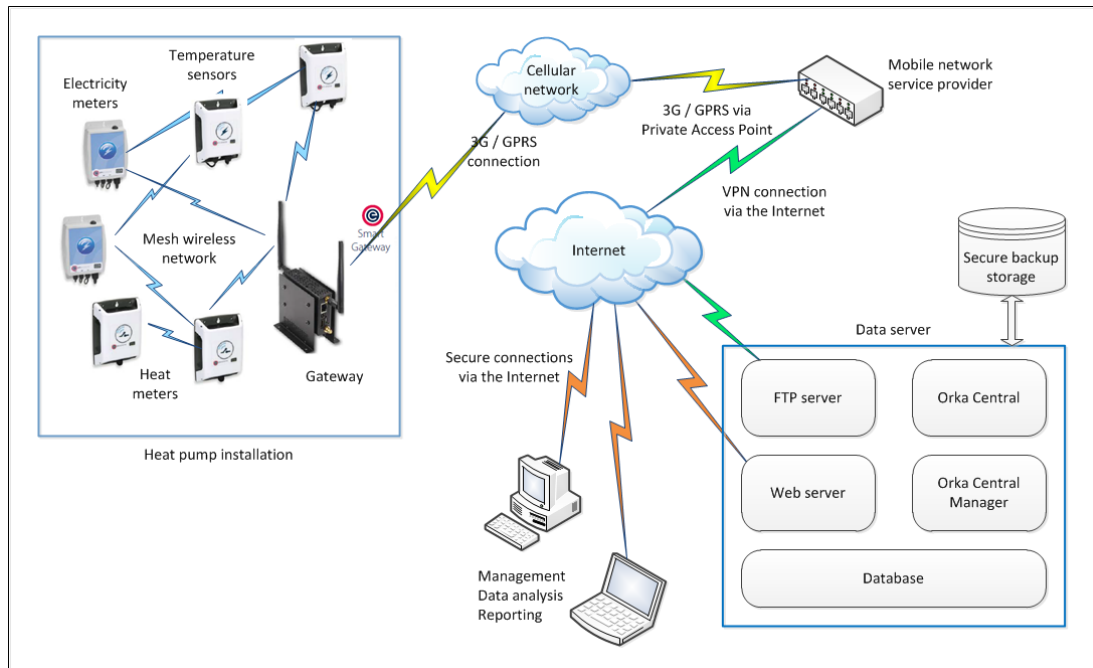 Temperature
sensors
Electricity
meters
Mesh wireless
network
Heat
meters
Gateway
Smart
Gateway
Heat pump installation
3G / GPRS
connection
Cellular
network
3G / GPRS via
Private Access Point
Mobile network
service provider
VPN connection
via the Internet
Internet
Secure connections
via the Internet
Management
Data analysis
Reporting
Secure backup
storage
Data server
FTP server
Orka Central
Web server
Orka Central
Manager
Database